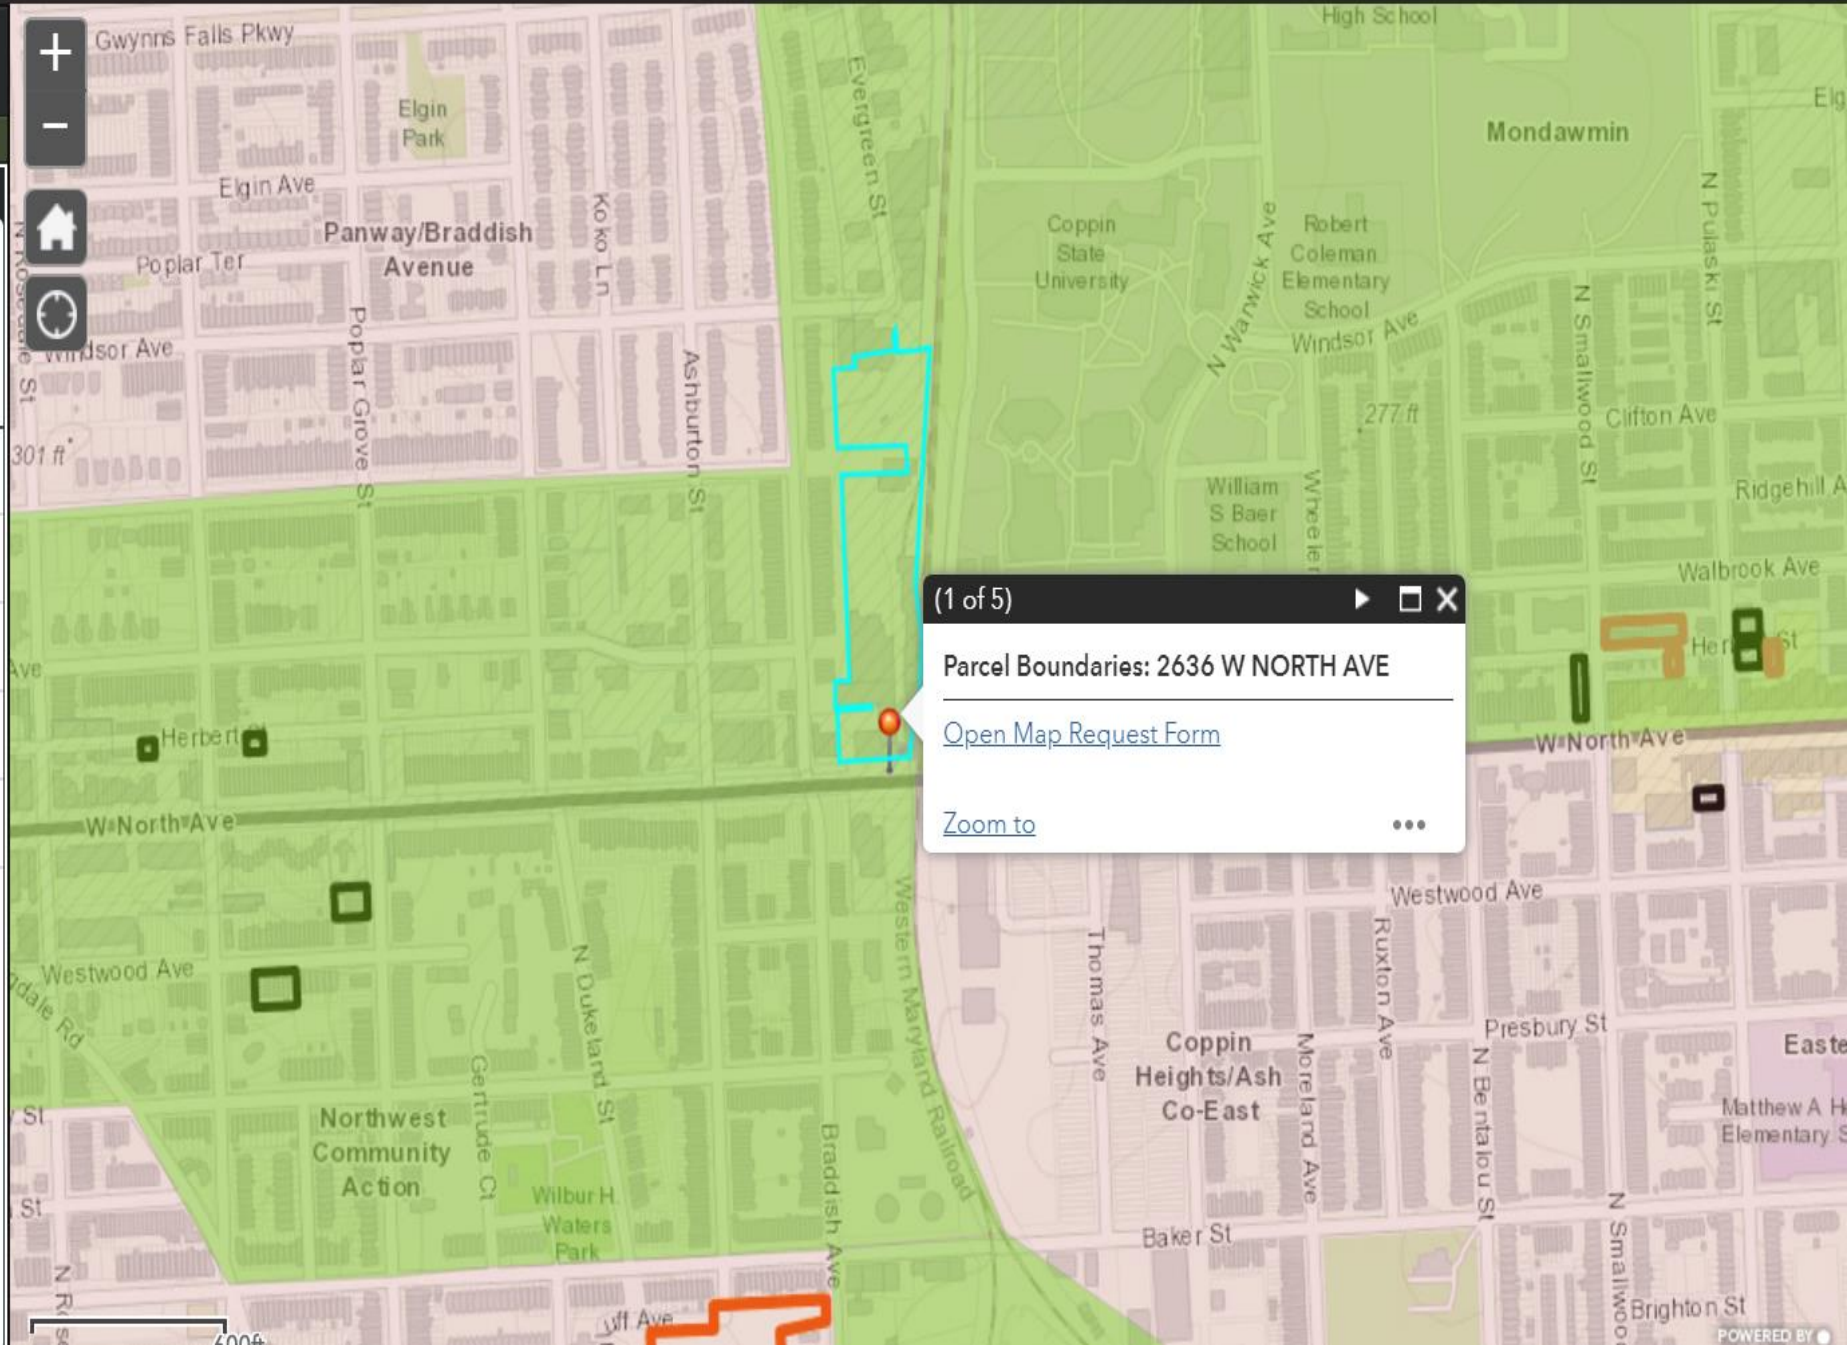 High School
Gwynns Falls Pkwy
Evergreen St
Elgin
Park
Mondawmin
Elgin Ave
N Pulaski St
Koko Ln
Coppin
State
University
N Warwick Ave
Robert
Coleman
Elementary
School
Panway/Braddish
Avenue
Poplar Ter
N Smallwood St
Windsor Ave
Windsor Ave
Poplar Grove St
Ashburton St
277 ft
Clifton Ave
301 ft
William
S Baer
School
Ridgehill
Walbrook Ave
(1 of 5)
Parcel Boundaries: 2636 W NORTH AVE
Open Map Request Form
Zoom to
Ave
St
Herbert
W North Ave
W North Ave
Western Maryland Railroad
Westwood Ave
Westwood Ave
Thomas Ave
Ruxton Ave
N Dukeland St
Presbury St
Coppin
Heights/Ash
Co-East
Moreland Ave
N Bentalou St
Gertrude Ct
Northwest
Community
Action
Matthew A
Elementary
St
Braddish Ave
St
Wilbur H.
Waters
Park
Baker St
Brighton St
600ft
POWERED BY